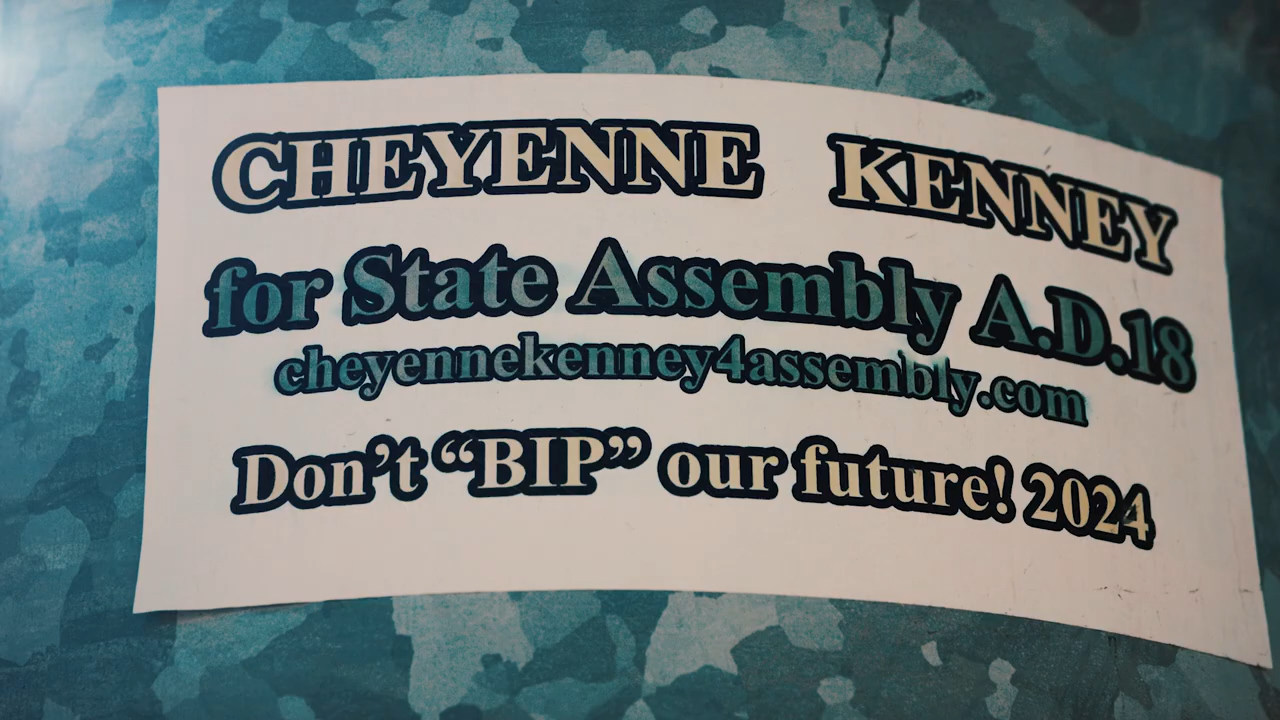 CHEYENNE KENNEY
for State Assembly A.D.18
cheyennekenney4assembly.com
Don’t “BIP” our future! 2024